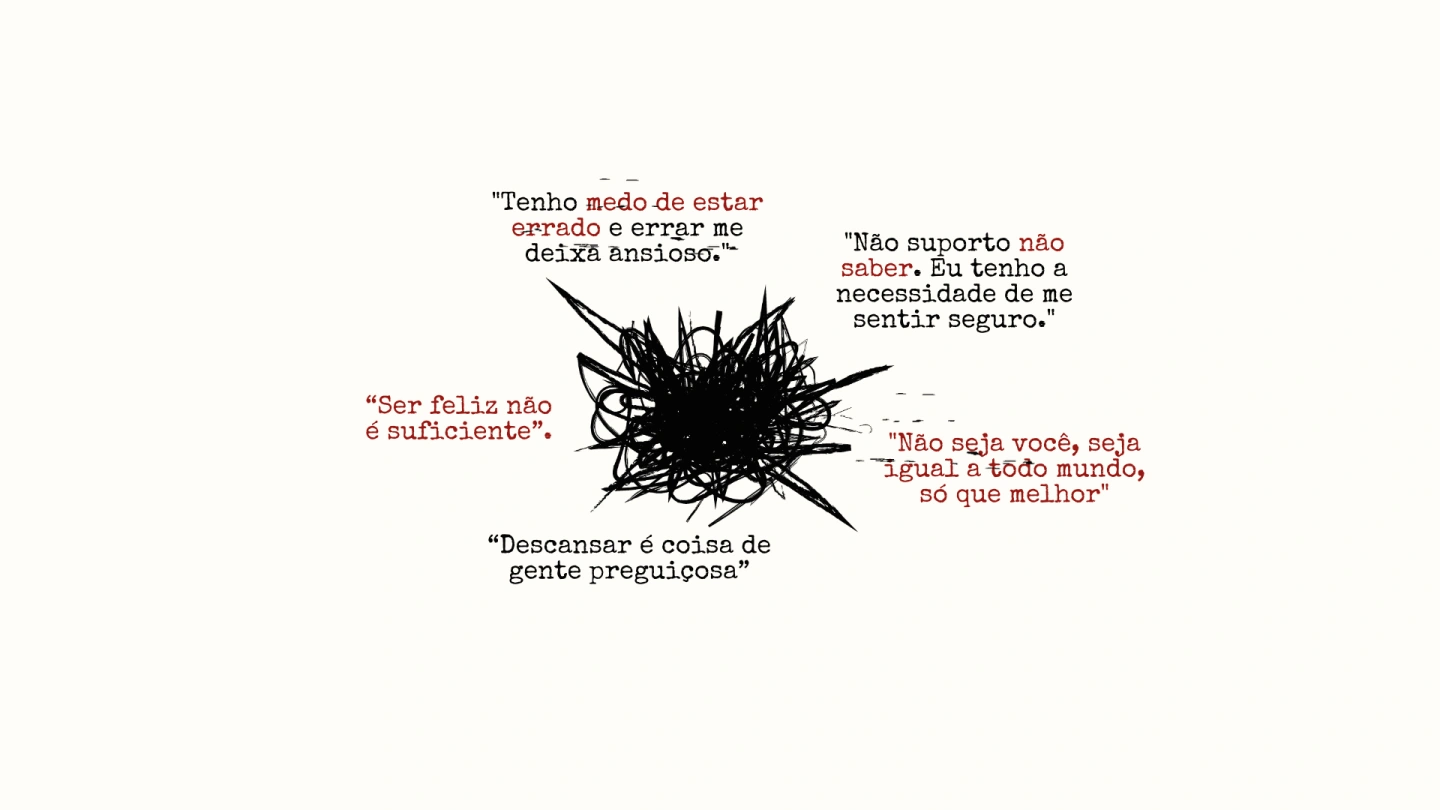 "Tenho medo de estar
errado e errar me
deixa ansioso."
"Não suporto não
saber. Eu tenho a
necessidade de me
sentir seguro."
“Ser feliz não
é suficiente”.
"Não seja você, seja
igual a todo mundo,
só que melhor"
“Descansar é coisa de
gente preguiçosa”